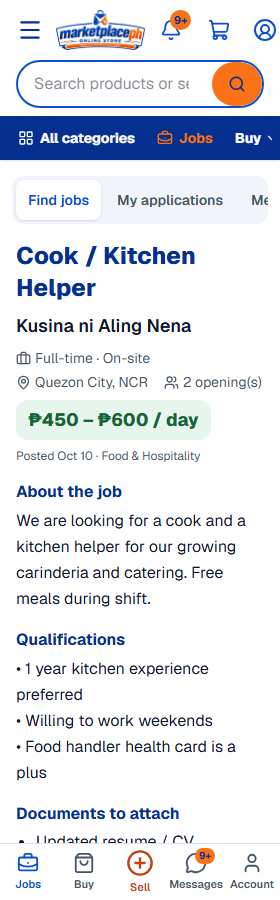 marketplaceph
ONLINE STORE
9+
Search products or se
All categories
Jobs
Buy
Find jobs
My applications
Me
Cook / Kitchen
Helper
Kusina ni Aling Nena
Full-time · On-site
Quezon City, NCR
2 opening(s)
₱450 – ₱600 / day
Posted Oct 10 · Food & Hospitality
About the job
We are looking for a cook and a
kitchen helper for our growing
carinderia and catering. Free
meals during shift.
Qualifications
• 1 year kitchen experience
preferred
• Willing to work weekends
• Food handler health card is a
plus
Documents to attach
• Updated resume / CV
9+
Jobs
Buy
Sell
Messages
Account